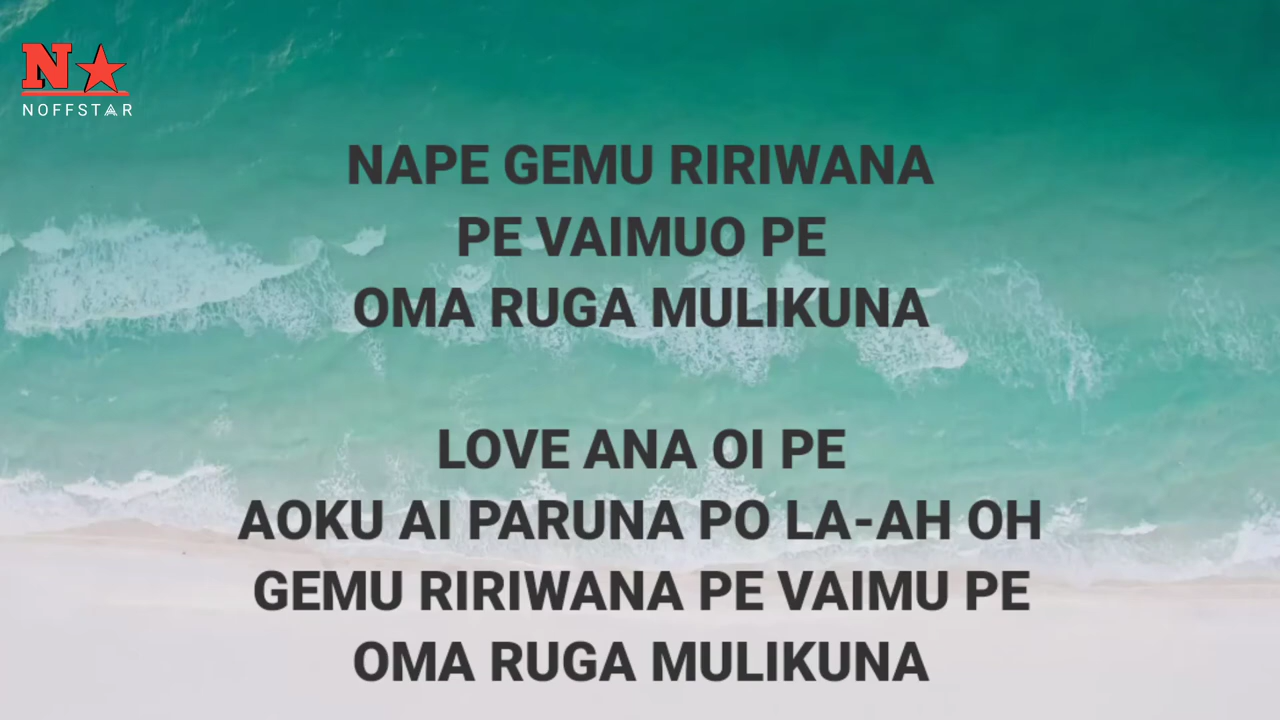 N★
NOFFSTAR
NAPE GEMU RIRIWANA
PE VAIMUO PE
OMA RUGA MULIKUNA
LOVE ANA OI PE
AOKU AI PARUNA PO LA-AH OH
GEMU RIRIWANA PE VAIMU PE
OMA RUGA MULIKUNA